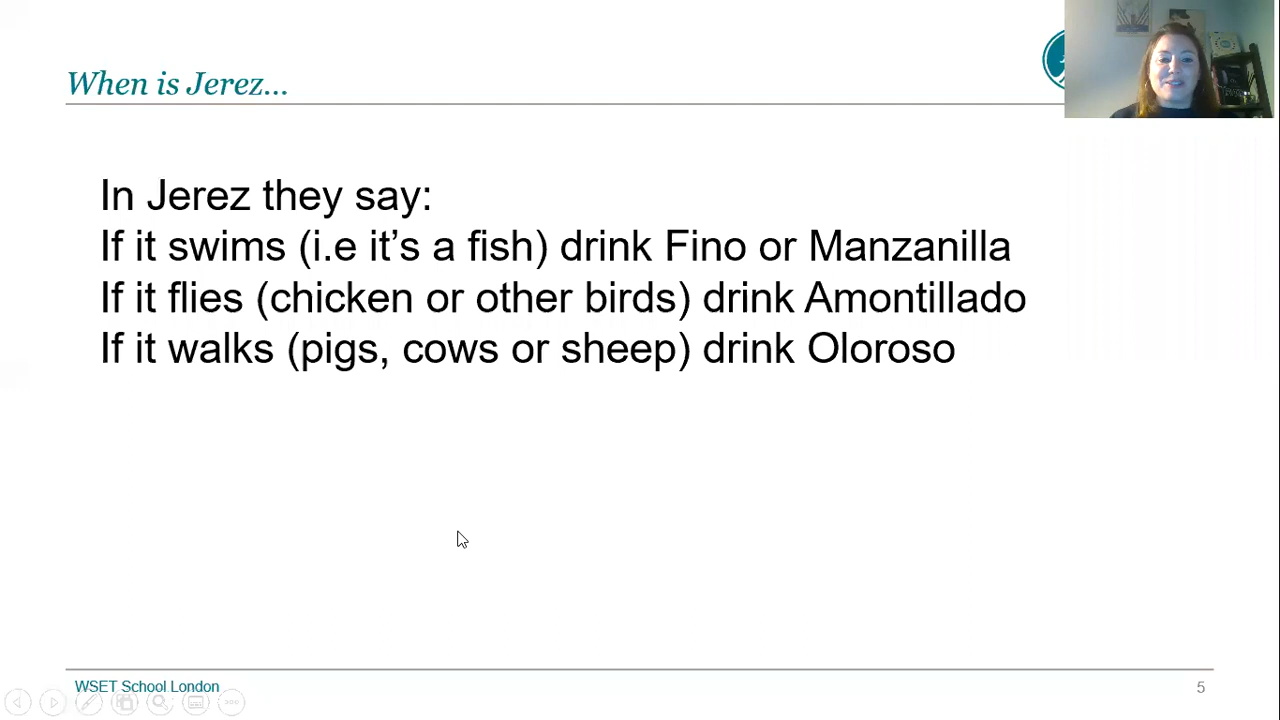 When is Jerez...
In Jerez they say:
If it swims (i.e it's a fish) drink Fino or Manzanilla
If it flies (chicken or other birds) drink Amontillado
If it walks (pigs, cows or sheep) drink Oloroso
WSET School London
5